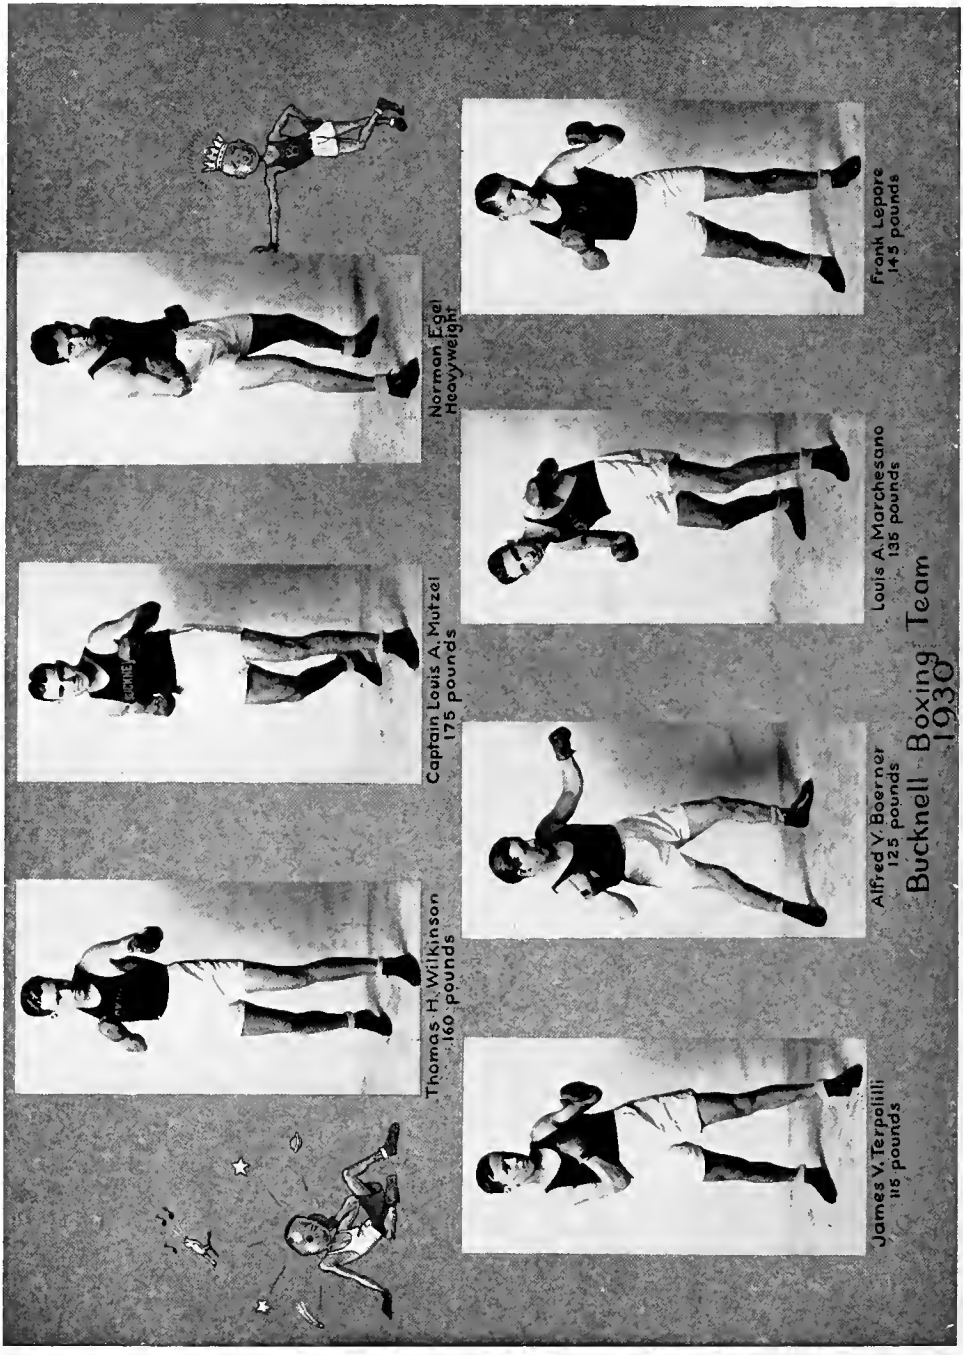 Thomas H. Wilkinson
160 pounds
Captain Louis A. Mutzel
175 pounds
BUCKNE
Norman Egel
Heavyweight
James V. Terpolilli
115 pounds
Alfred V. Boerner
125 pounds
Louis A. Marchesano
135 pounds
Frank Lepore
145 pounds
Bucknell Boxing Team
1930